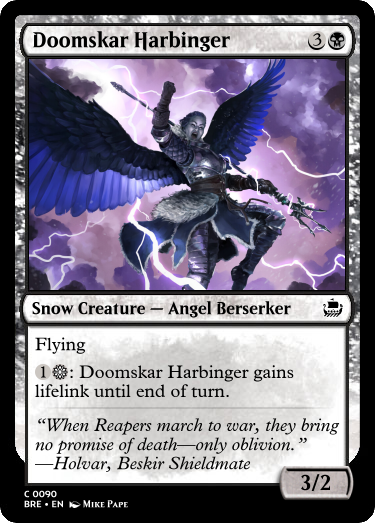 Doomskar Harbinger 3
Snow Creature — Angel Berserker
Flying
1 : Doomskar Harbinger gains
lifelink until end of turn.
“When Reapers march to war, they bring
no promise of death—only oblivion.”
—Holvar, Beskir Shieldmate
3/2
C 0090
BRE • EN Mike Pape